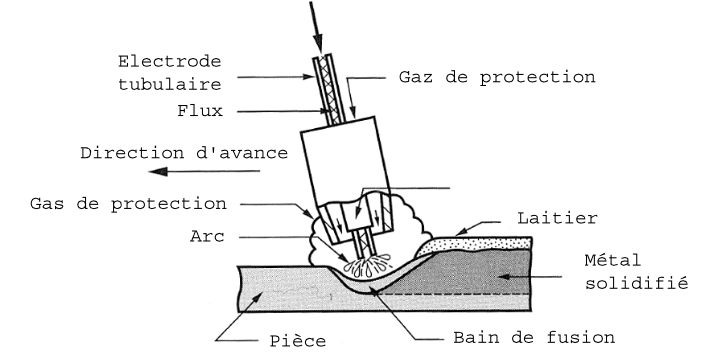 Electrode
tubulaire
Gaz de protection
Flux
Direction d'avance
Gas de protection
Laitier
Arc
Métal
solidifié
Pièce
Bain de fusion